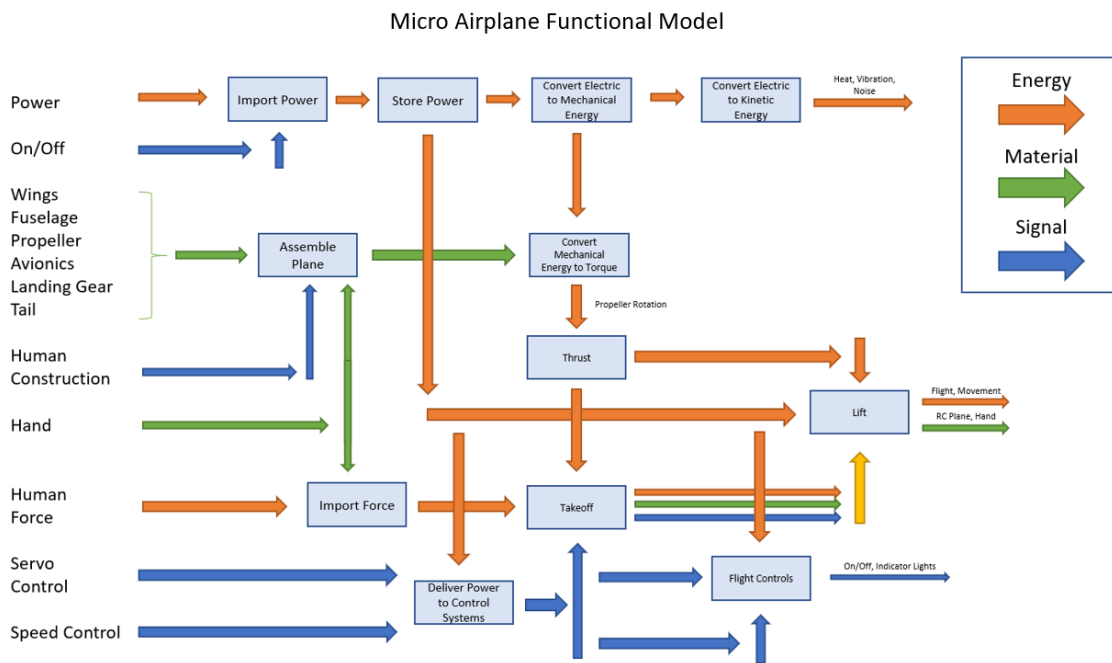 Micro Airplane Functional Model
Power
On/Off
Wings
Fuselage
Propeller
Avionics
Landing Gear
Tail
Human
Construction
Hand
Human
Force
Servo
Control
Speed Control
Import Power
Store Power
Convert Electric
to Mechanical
Energy
Convert Electric
to Kinetic
Energy
Heat, Vibration,
Noise
Assemble
Plane
Convert
Mechanical
Energy to Torque
Propeller Rotation
Thrust
Lift
Flight, Movement
RC Plane, Hand
Import Force
Takeoff
Deliver Power
to Control
Systems
Flight Controls
On/Off, Indicator Lights
Energy
Material
Signal